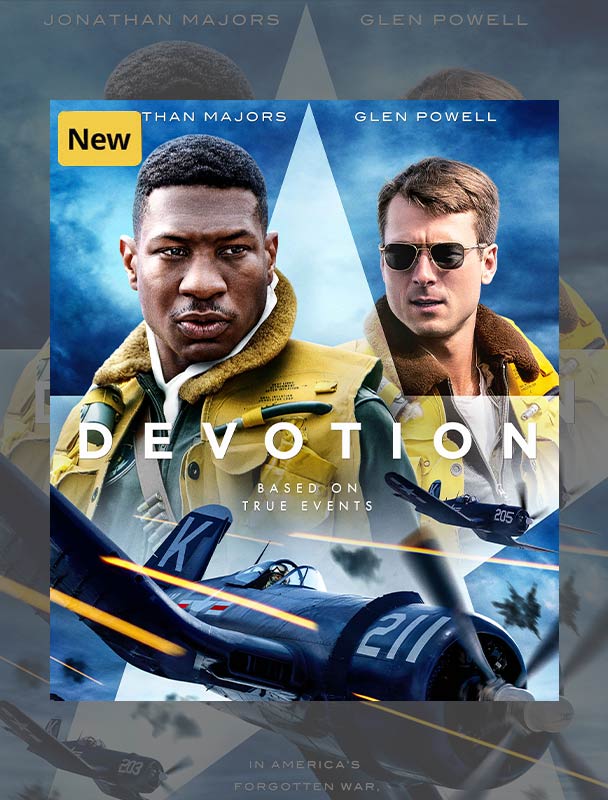 JONATHAN MAJORS GLEN POWELL
New
THAN MAJORS GLEN POWELL
DEVOTION
BASED ON
TRUE EVENTS
205
K
211
203
IN AMERICA'S
FORGOTTEN WAR,